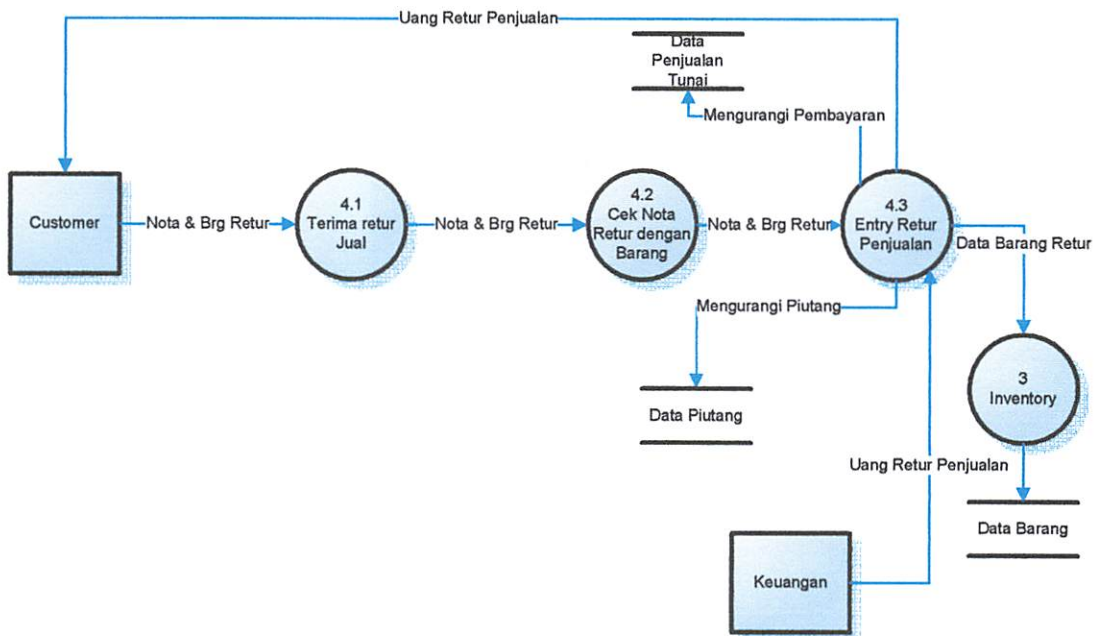 Uang Retur Penjualan
Data
Penjualan
Tunai
Mengurangi Pembayaran
Customer
Nota & Brg Retur
4.1
Terima retur
Jual
Nota & Brg Retur
4.2
Cek Nota
Retur dengan
Barang
Nota & Brg Retur
4.3
Entry Retur
Penjualan
Data Barang Retur
Mengurangi Piutang
3
Inventory
Data Piutang
Uang Retur Penjualan
Data Barang
Keuangan